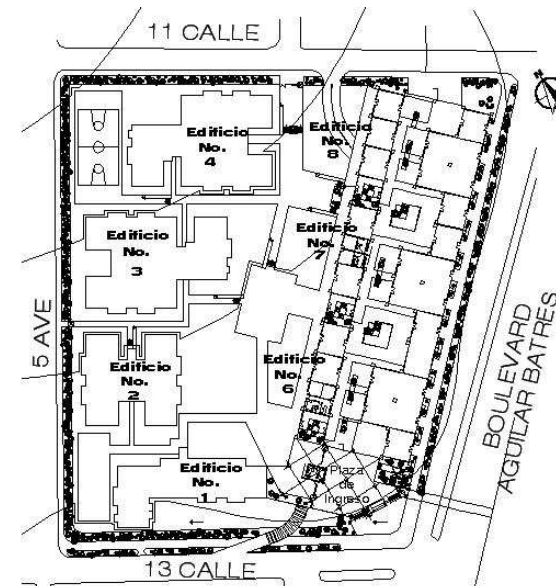 11 CALLE
Edificio
No.
4
Edificio
No.
8
Edificio
No.
3
Edificio
No.
7
5 AVE
Edificio
No.
2
Edificio
No.
6
BOULEVARD
AGUILAR BATRES
Edificio
No.
1
Plaza
de
Ingreso
13 CALLE